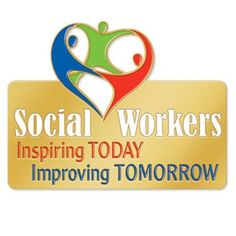 Social Workers
Inspiring TODAY
Improving TOMORROW